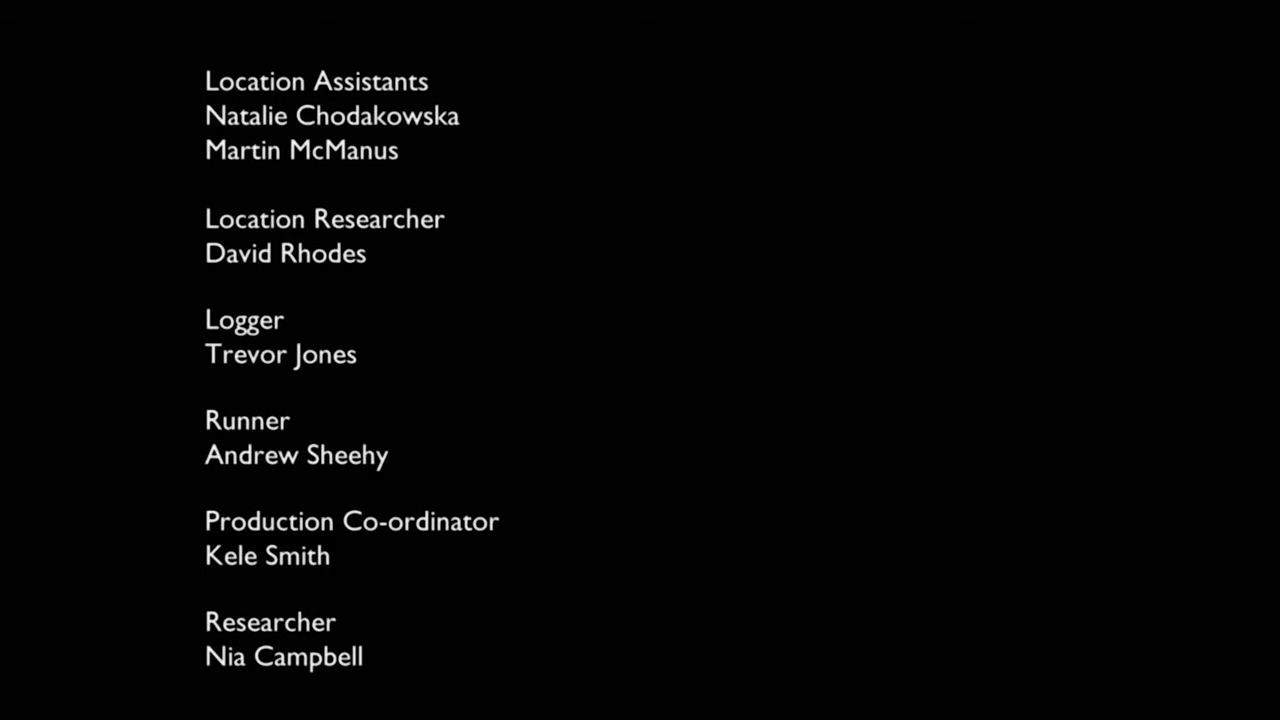 Location Assistants
Natalie Chodakowska
Martin McManus
Location Researcher
David Rhodes
Logger
Trevor Jones
Runner
Andrew Sheehy
Production Co-ordinator
Kele Smith
Researcher
Nia Campbell